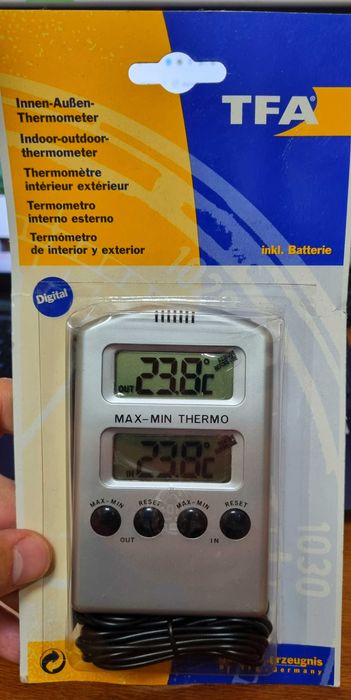 Innen-Außen-
Thermometer
Indoor-outdoor-
thermometer
Thermomètre
intérieur extérieur
Termometro
interno esterno
Termómetro
de interior y exterior
TFA®
inkl. Batterie
Digital
OUT 23.8°C
MAX-MIN THERMO
IN 23.8°C
MAX-MIN RESET MAX-MIN RESET
OUT IN
1030
Germany